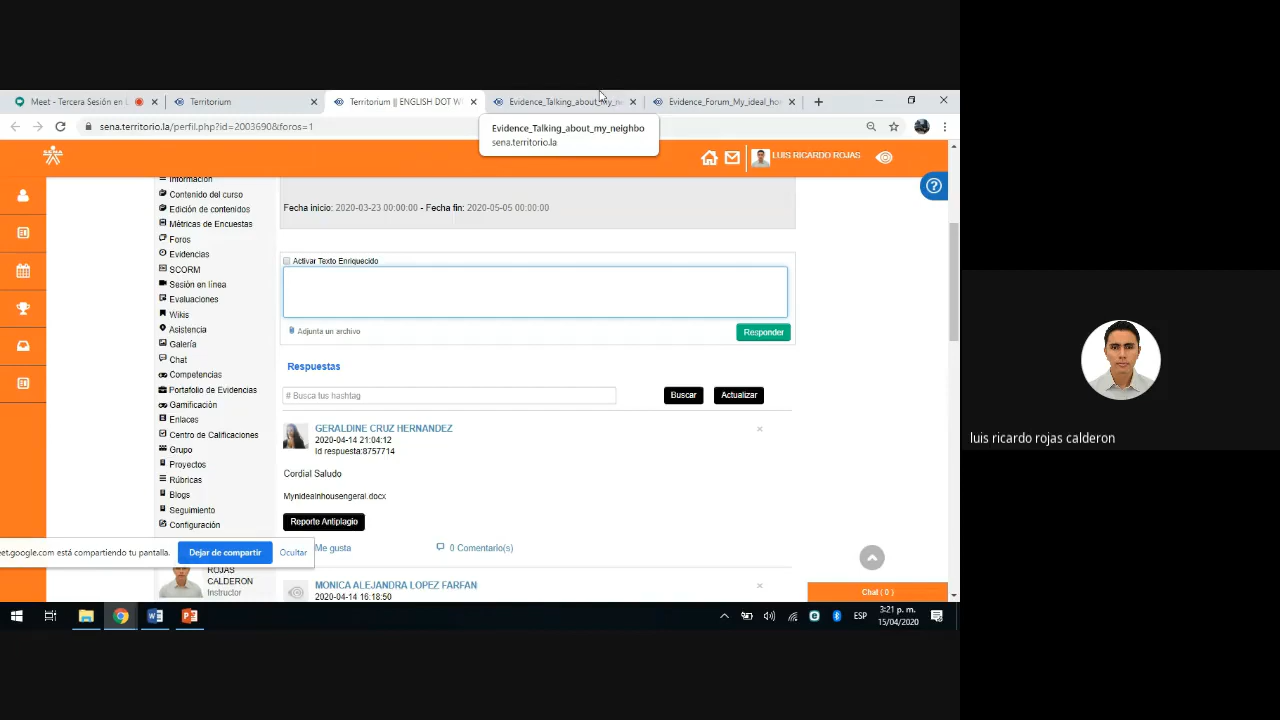 Meet - Tercera Sesión en L
Territorium
Territorium || ENGLISH DOT W
Evidence_Talking_about_my_ne
Evidence_Forum_My_ideal_ho
sena.territorio.la/perfil.php?id=2003690&foros=1
Evidence_Talking_about_my_neighbo
sena.territorio.la
LUIS RICARDO ROJAS
Información
Contenido del curso
Edición de contenidos
Métricas de Encuestas
Foros
Evidencias
SCORM
Sesión en línea
Evaluaciones
Wikis
Asistencia
Galería
Chat
Competencias
Portafolio de Evidencias
Gamificación
Enlaces
Centro de Calificaciones
Grupo
Proyectos
Rúbricas
Blogs
Seguimiento
Configuración
ROJAS
CALDERON
Instructor
Fecha inicio: 2020-03-23 00:00:00 - Fecha fin: 2020-05-05 00:00:00
Activar Texto Enriquecido
Adjunta un archivo
Responder
Respuestas
# Busca tus hashtag
Buscar
Actualizar
GERALDINE CRUZ HERNANDEZ
2020-04-14 21:04:12
Id respuesta:8757714
Cordial Saludo
Mynideainhousengeral.docx
Reporte Antiplagio
Me gusta
0 Comentario(s)
MONICA ALEJANDRA LOPEZ FARFAN
2020-04-14 16:18:50
eet.google.com está compartiendo tu pantalla.
Dejar de compartir
Ocultar
Chat ( 0 )
ESP
3:21 p. m.
15/04/2020
luis ricardo rojas calderon